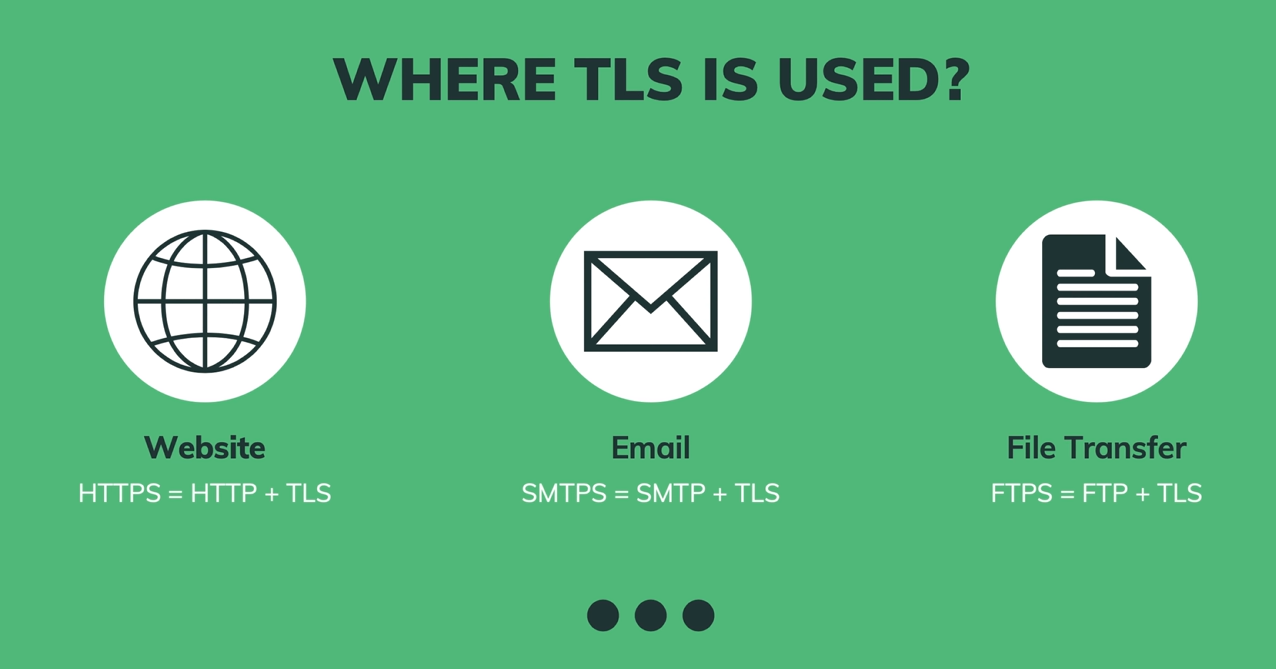 WHERE TLS IS USED?
Website
HTTPS = HTTP + TLS
Email
SMTPS = SMTP + TLS
File Transfer
FTPS = FTP + TLS